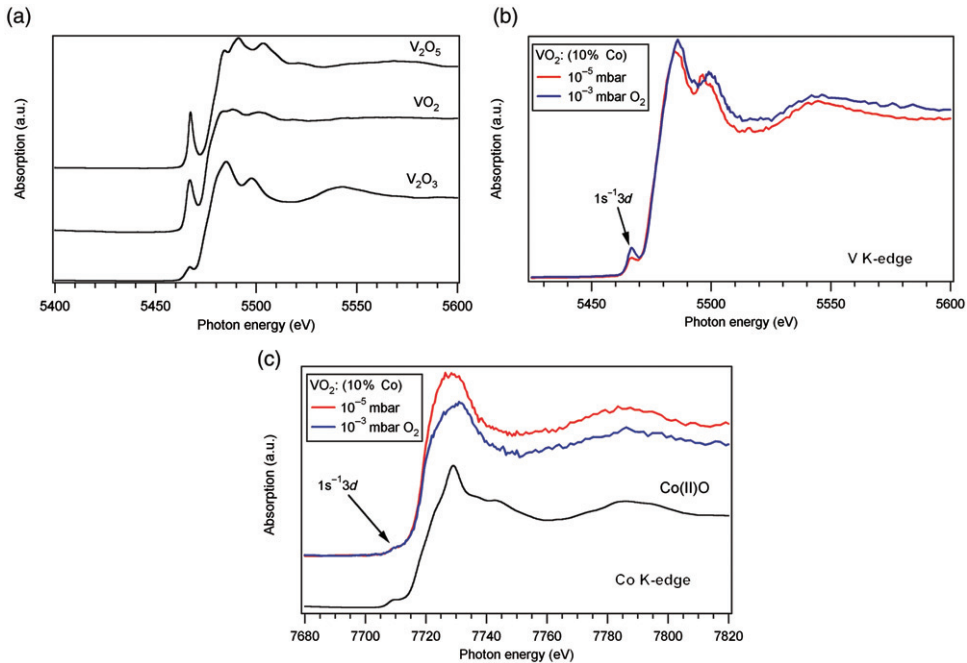 (a)
V₂O₅
VO₂
V₂O₃
Absorption (a.u.)
5400 5450 5500 5550 5600
Photon energy (eV)
(b)
VO₂: (10% Co)
10⁻⁵ mbar
10⁻³ mbar O₂
1s⁻¹3d
V K-edge
Absorption (a.u.)
5450 5500 5550 5600
Photon energy (eV)
(c)
VO₂: (10% Co)
10⁻⁵ mbar
10⁻³ mbar O₂
1s⁻¹3d
Co(II)O
Co K-edge
Absorption (a.u.)
7680 7700 7720 7740 7760 7780 7800 7820
Photon energy (eV)